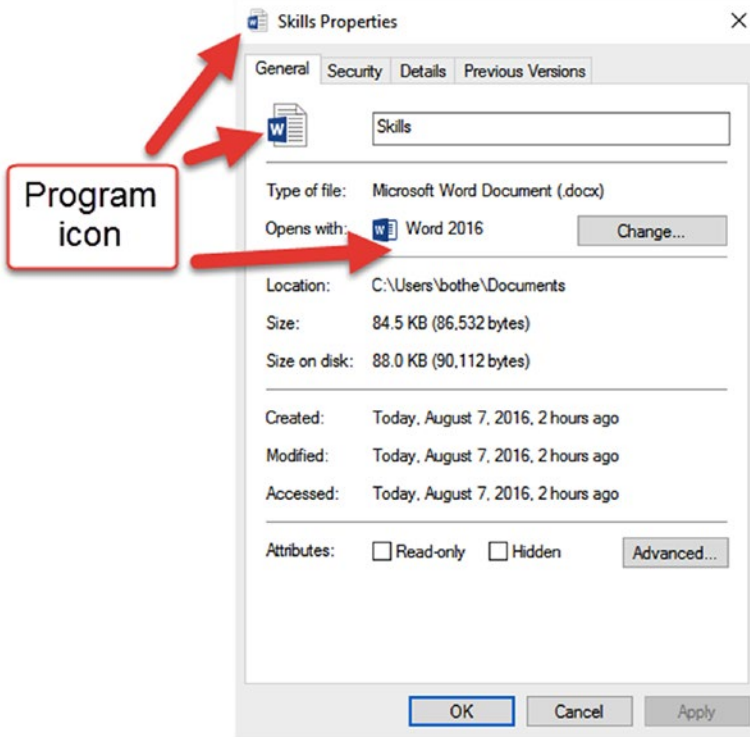 Skills Properties
General Security Details Previous Versions
W Skills
Program
icon
Type of file: Microsoft Word Document (.docx)
Opens with: W Word 2016 Change...
Location: C:\Users\bothe\Documents
Size: 84.5 KB (86,532 bytes)
Size on disk: 88.0 KB (90,112 bytes)
Created: Today, August 7, 2016, 2 hours ago
Modified: Today, August 7, 2016, 2 hours ago
Accessed: Today, August 7, 2016, 2 hours ago
Attributes: Read-only Hidden Advanced...
OK Cancel Apply